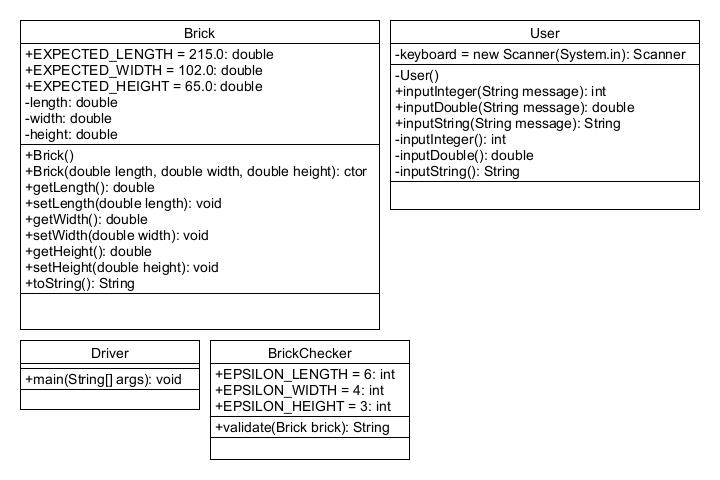 Brick
+EXPECTED_LENGTH = 215.0: double
+EXPECTED_WIDTH = 102.0: double
+EXPECTED_HEIGHT = 65.0: double
-length: double
-width: double
-height: double
+Brick()
+Brick(double length, double width, double height): ctor
+getLength(): double
+setLength(double length): void
+getWidth(): double
+setWidth(double width): void
+getHeight(): double
+setHeight(double height): void
+toString(): String
User
-keyboard = new Scanner(System.in): Scanner
-User()
+inputInteger(String message): int
+inputDouble(String message): double
+inputString(String message): String
-inputInteger(): int
-inputDouble(): double
-inputString(): String
Driver
+main(String[] args): void
BrickChecker
+EPSILON_LENGTH = 6: int
+EPSILON_WIDTH = 4: int
+EPSILON_HEIGHT = 3: int
+validate(Brick brick): String